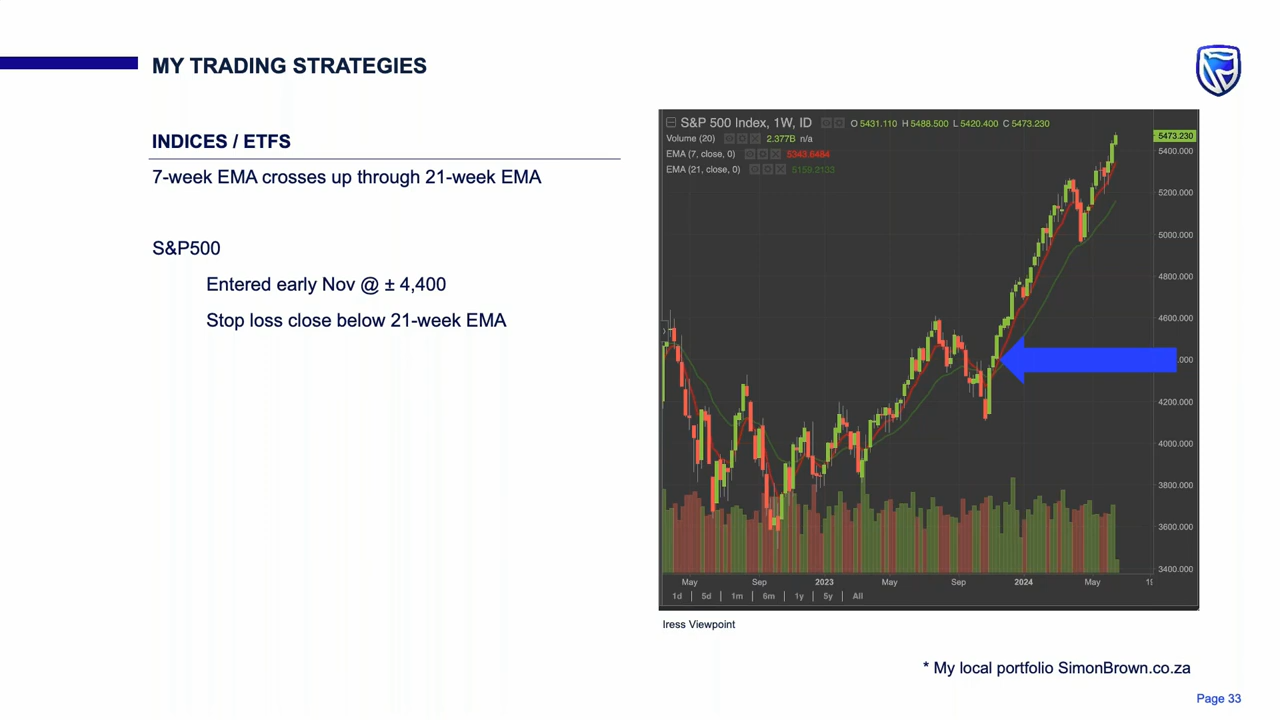 MY TRADING STRATEGIES
INDICES / ETFS
7-week EMA crosses up through 21-week EMA
S&P500
Entered early Nov @ ± 4,400
Stop loss close below 21-week EMA
S&P 500 Index, 1W, ID O 5431.110 H 5488.500 L 5420.400 C 5473.230
Volume (20) 2.377B n/a
EMA (7, close, 0) 5343.6484
EMA (21, close, 0) 5159.2133
5473.230
5400.000
5200.000
5000.000
4800.000
4600.000
.000
4200.000
4000.000
3800.000
3600.000
3400.000
May Sep 2023 May Sep 2024 May
1d 5d 1m 6m 1y 5y All
Iress Viewpoint
* My local portfolio SimonBrown.co.za
Page 33